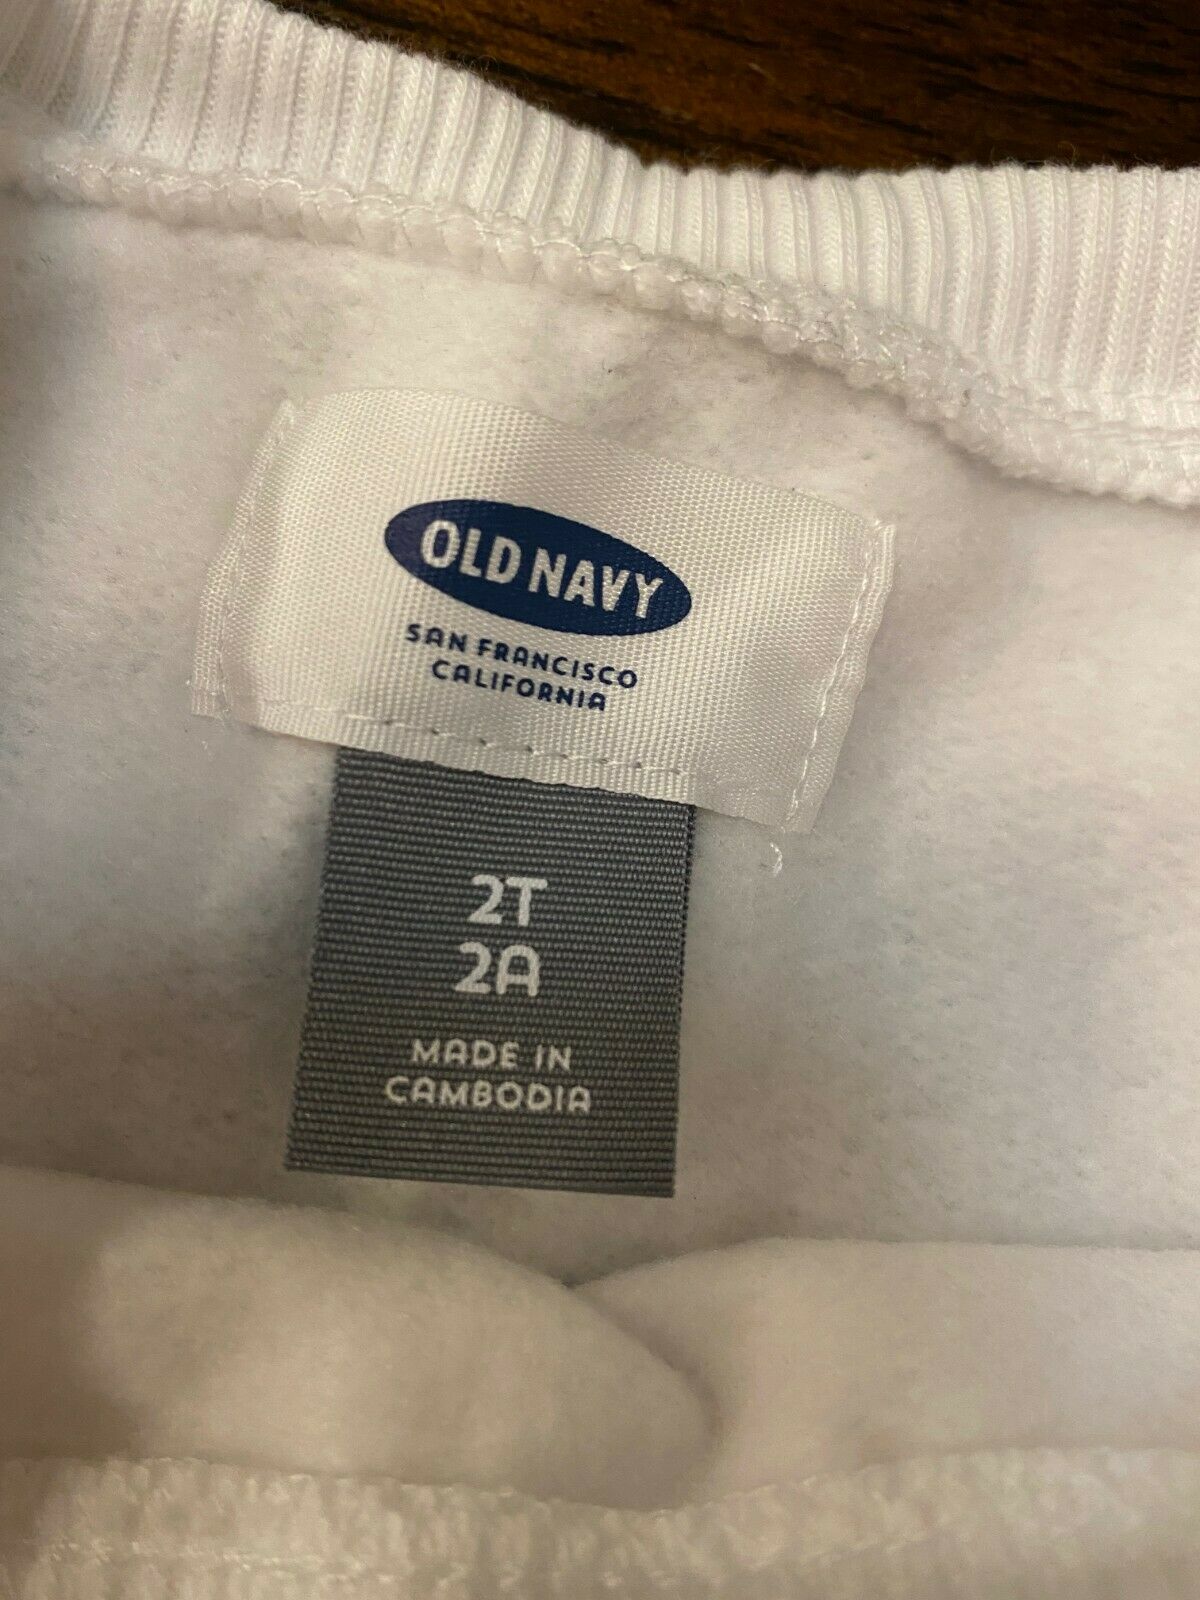 OLD NAVY
SAN FRANCISCO
CALIFORNIA
2T
2A
MADE IN
CAMBODIA